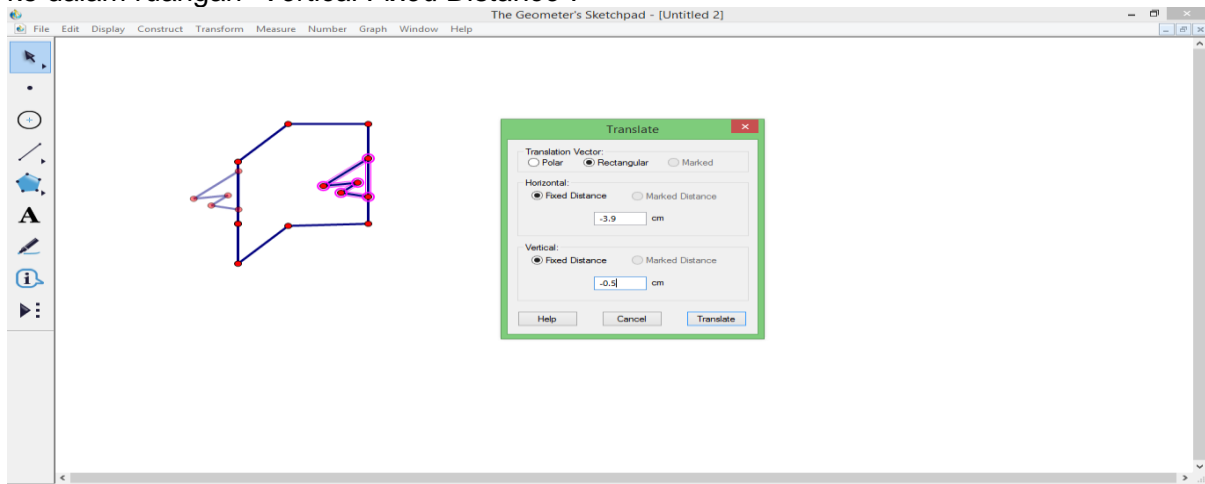 ke dalam ruangan "Vertical Fixed Distance".
The Geometer's Sketchpad - [Untitled 2]
File Edit Display Construct Transform Measure Number Graph Window Help
A
Translate
Translation Vector:
Polar Rectangular Marked
Horizontal:
Fixed Distance Marked Distance
-3.9 cm
Vertical:
Fixed Distance Marked Distance
-0.5 cm
Help Cancel Translate